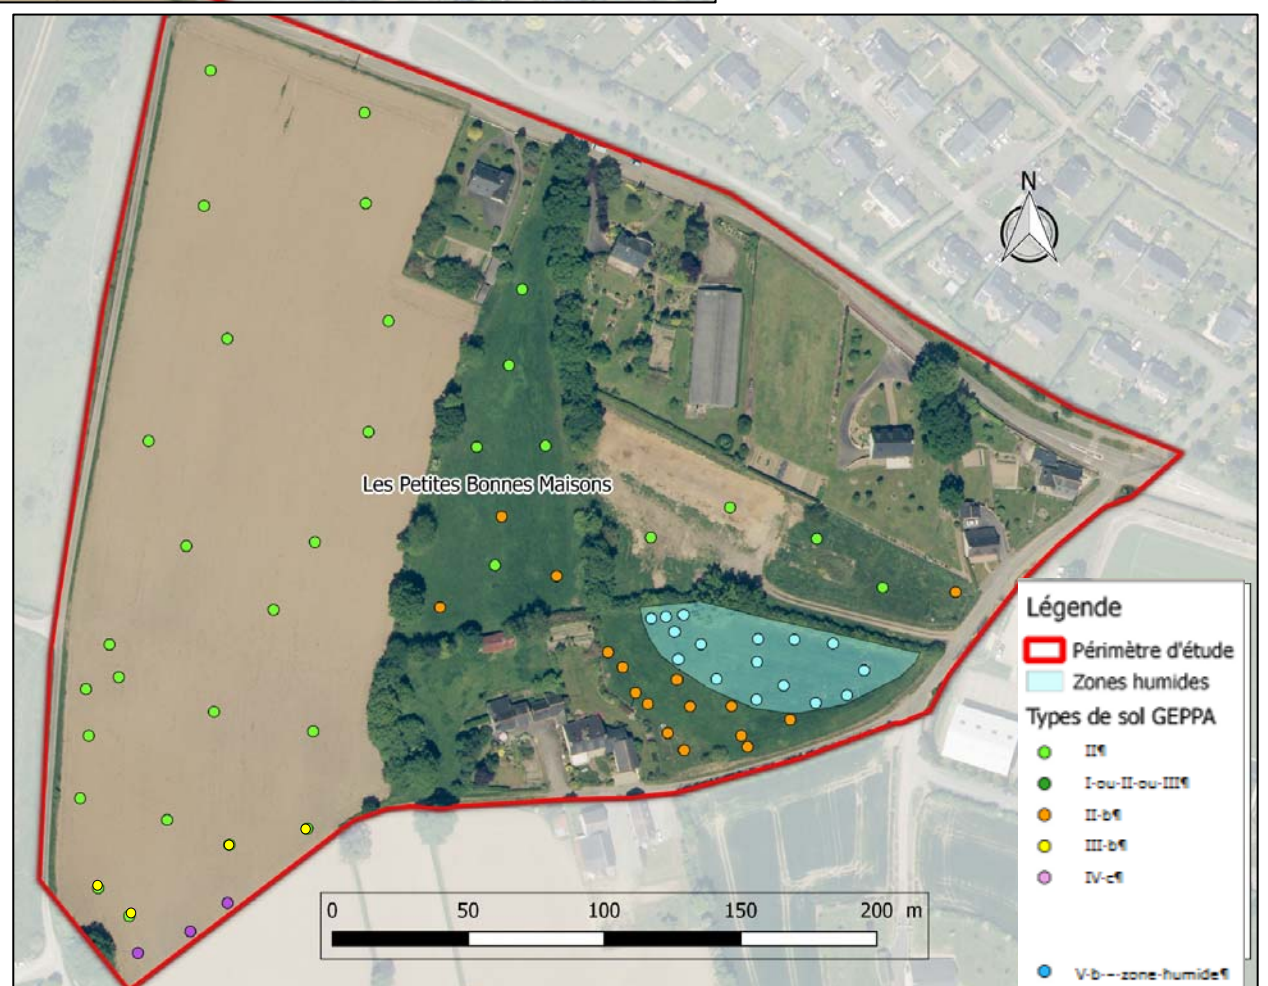 N
Les Petites Bonnes Maisons
Légende
Périmètre d'étude
Zones humides
Types de sol GEPPA
II¶
I-ou-II-ou-III¶
II-b¶
III-b¶
IV-c¶
V-b-–-zone-humide¶
0 50 100 150 200 m